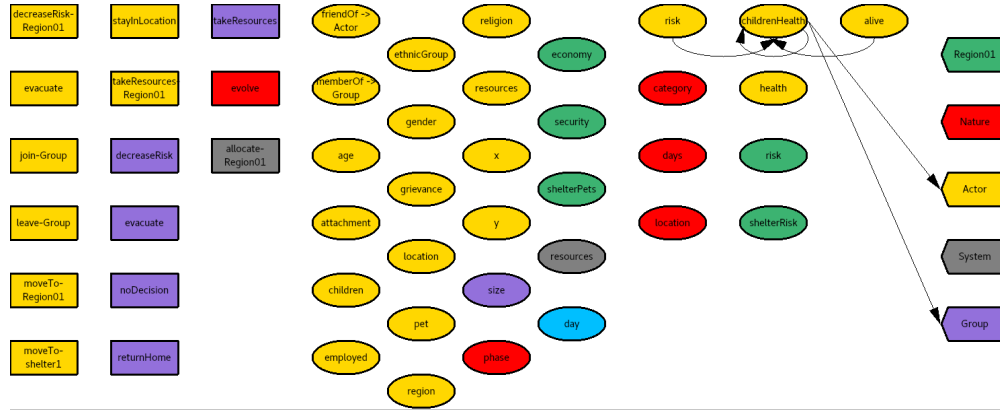 decreaseRisk-
Region01
stayInLocation
takeResources
evacuate
takeResources-
Region01
evolve
join-Group
decreaseRisk
allocate-
Region01
leave-Group
evacuate
moveTo-
Region01
noDecision
moveTo-
shelter1
returnHome
friendOf ->
Actor
religion
ethnicGroup
economy
memberOf ->
Group
resources
gender
security
age
x
grievance
shelterPets
attachment
y
location
resources
children
size
pet
day
employed
phase
region
risk
childrenHealth
alive
category
health
days
risk
location
shelterRisk
Region01
Nature
Actor
System
Group